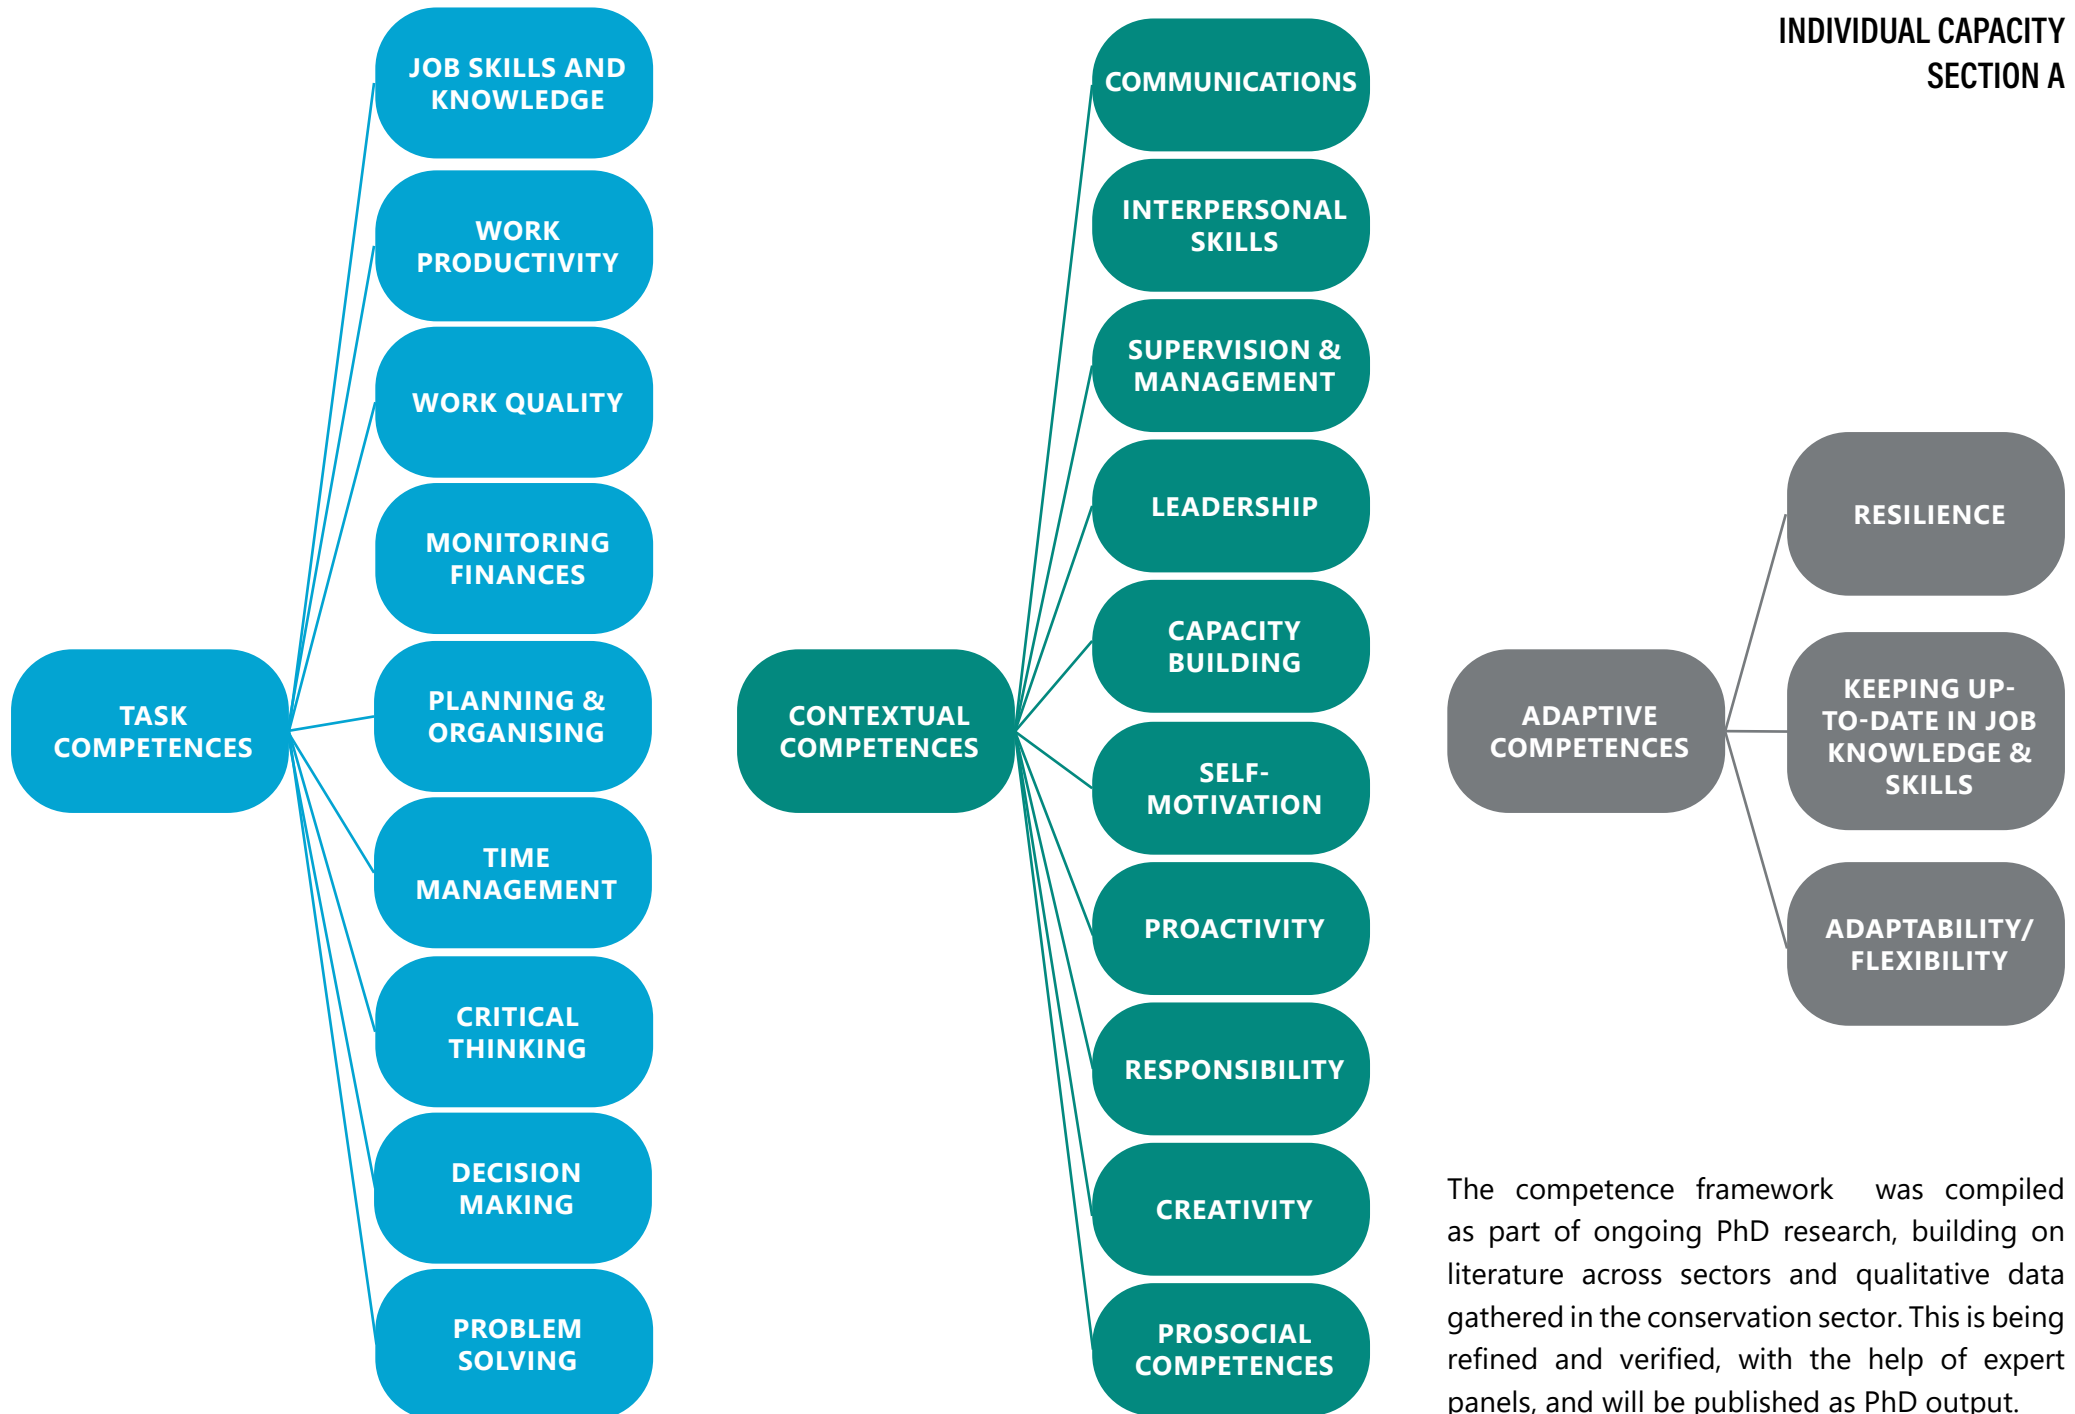 INDIVIDUAL CAPACITY
SECTION A
TASK
COMPETENCES
JOB SKILLS AND
KNOWLEDGE
WORK
PRODUCTIVITY
WORK QUALITY
MONITORING
FINANCES
PLANNING &
ORGANISING
TIME
MANAGEMENT
CRITICAL
THINKING
DECISION
MAKING
PROBLEM
SOLVING
CONTEXTUAL
COMPETENCES
COMMUNICATIONS
INTERPERSONAL
SKILLS
SUPERVISION &
MANAGEMENT
LEADERSHIP
CAPACITY
BUILDING
SELF-
MOTIVATION
PROACTIVITY
RESPONSIBILITY
CREATIVITY
PROSOCIAL
COMPETENCES
ADAPTIVE
COMPETENCES
RESILIENCE
KEEPING UP-
TO-DATE IN JOB
KNOWLEDGE &
SKILLS
ADAPTABILITY/
FLEXIBILITY
The competence framework was compiled
as part of ongoing PhD research, building on
literature across sectors and qualitative data
gathered in the conservation sector. This is being
refined and verified, with the help of expert
panels, and will be published as PhD output.